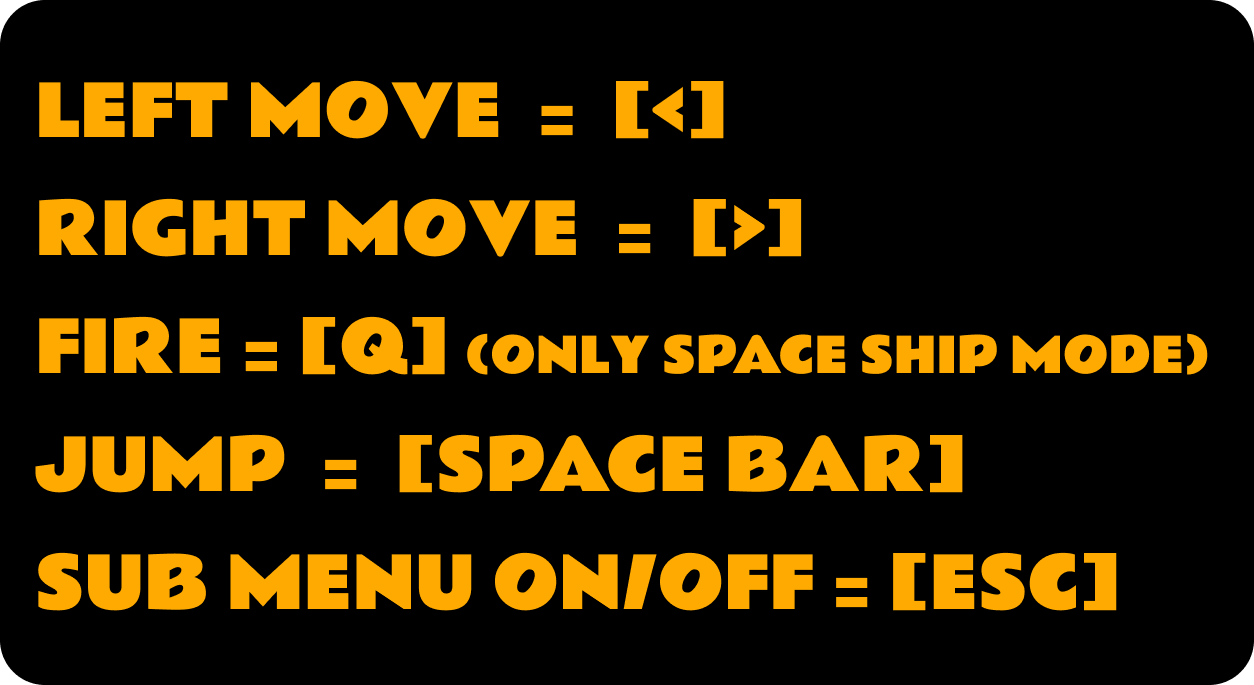 LEFT MOVE = [<]
RIGHT MOVE = [>]
FIRE = [Q] (ONLY SPACE SHIP MODE)
JUMP = [SPACE BAR]
SUB MENU ON/OFF = [ESC]